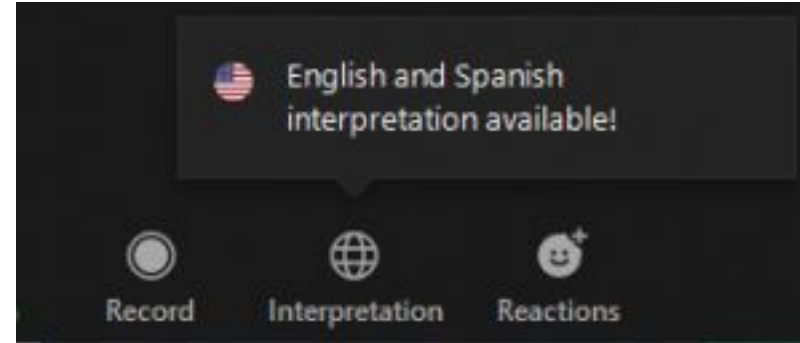 English and Spanish
interpretation available!
Record
Interpretation
Reactions